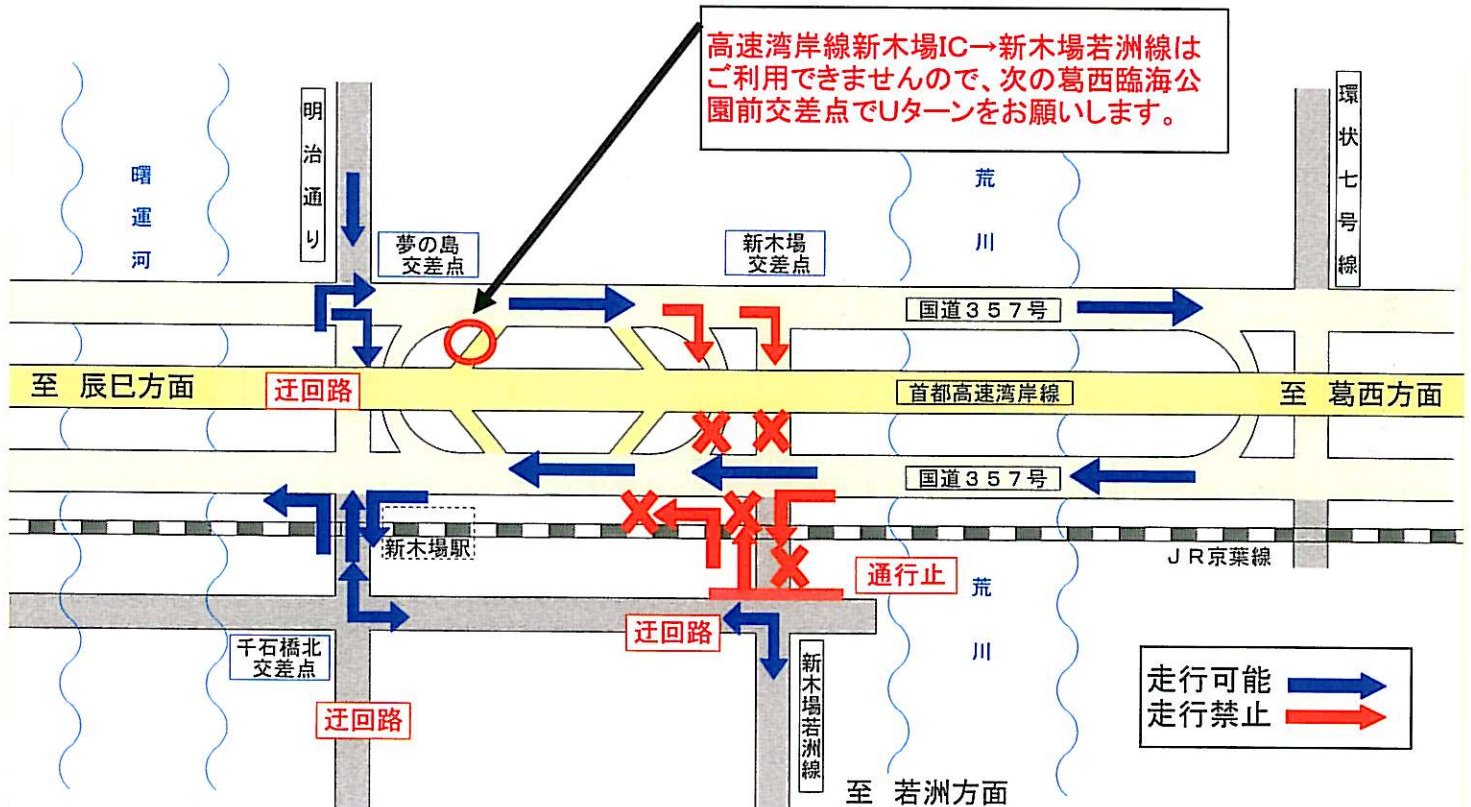 高速湾岸線新木場IC→新木場若洲線は
ご利用できませんので、次の葛西臨海公
園前交差点でUターンをお願いします。
明治通り
環状七号線
曙運河
荒川
夢の島
交差点
新木場
交差点
国道357号
至 辰巳方面
迂回路
首都高速湾岸線
至 葛西方面
国道357号
新木場駅
JR京葉線
通行止
荒川
迂回路
千石橋北
交差点
新木場若洲線
迂回路
走行可能
走行禁止
至 若洲方面